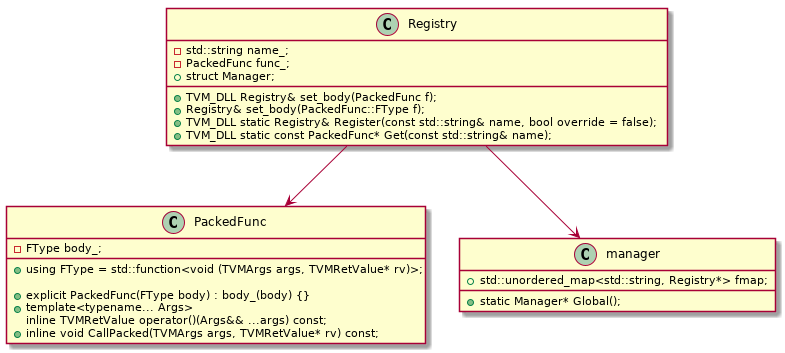 C Registry
std::string name_;
PackedFunc func_;
struct Manager;
TVM_DLL Registry& set_body(PackedFunc f);
Registry& set_body(PackedFunc::FType f);
TVM_DLL static Registry& Register(const std::string& name, bool override = false);
TVM_DLL static const PackedFunc* Get(const std::string& name);
C PackedFunc
FType body_;
using FType = std::function<void (TVMArgs args, TVMRetValue* rv)>;
explicit PackedFunc(FType body) : body_(body) {}
template<typename... Args>
inline TVMRetValue operator()(Args&& ...args) const;
inline void CallPacked(TVMArgs args, TVMRetValue* rv) const;
C manager
std::unordered_map<std::string, Registry*> fmap;
static Manager* Global();